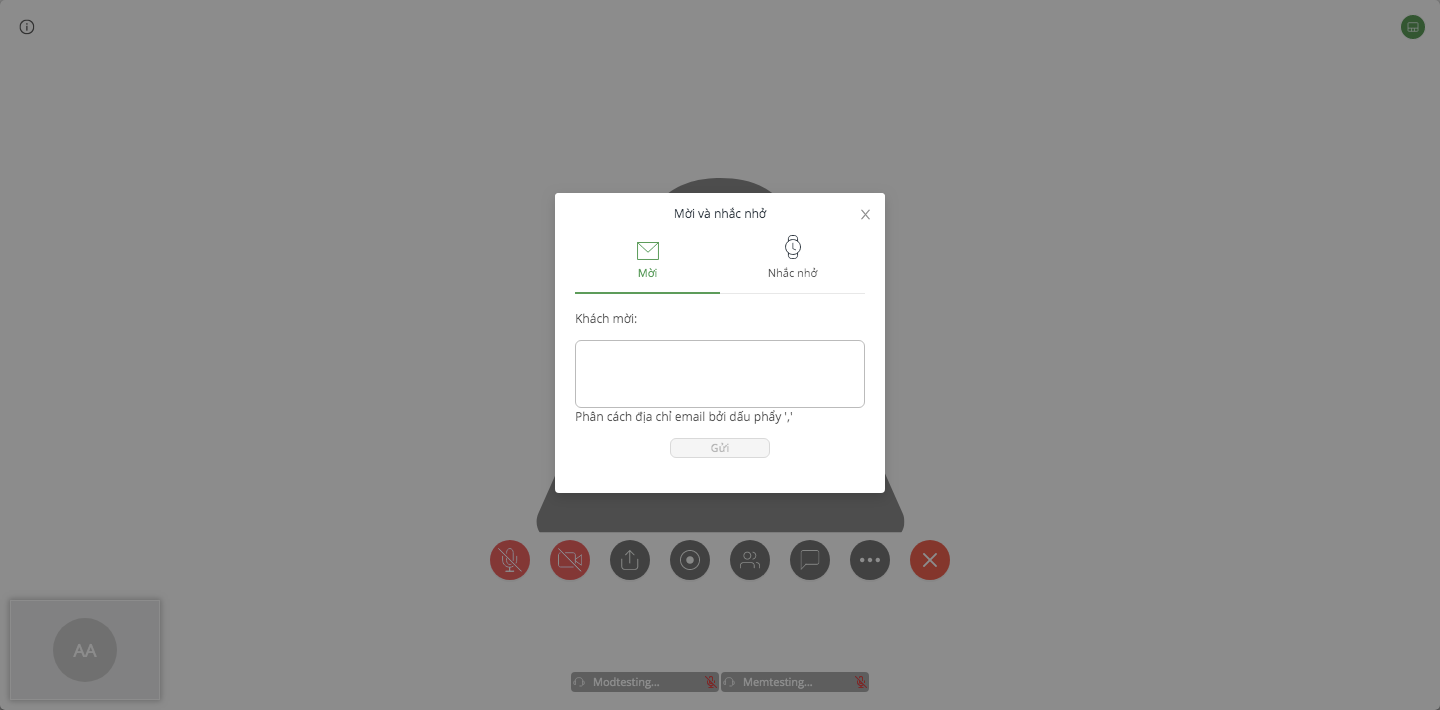 Mời và nhắc nhở
Mời
Nhắc nhở
Khách mời:
Phân cách địa chỉ email bởi dấu phẩy ','
Gửi
AA
Modtesting...
Memtesting...